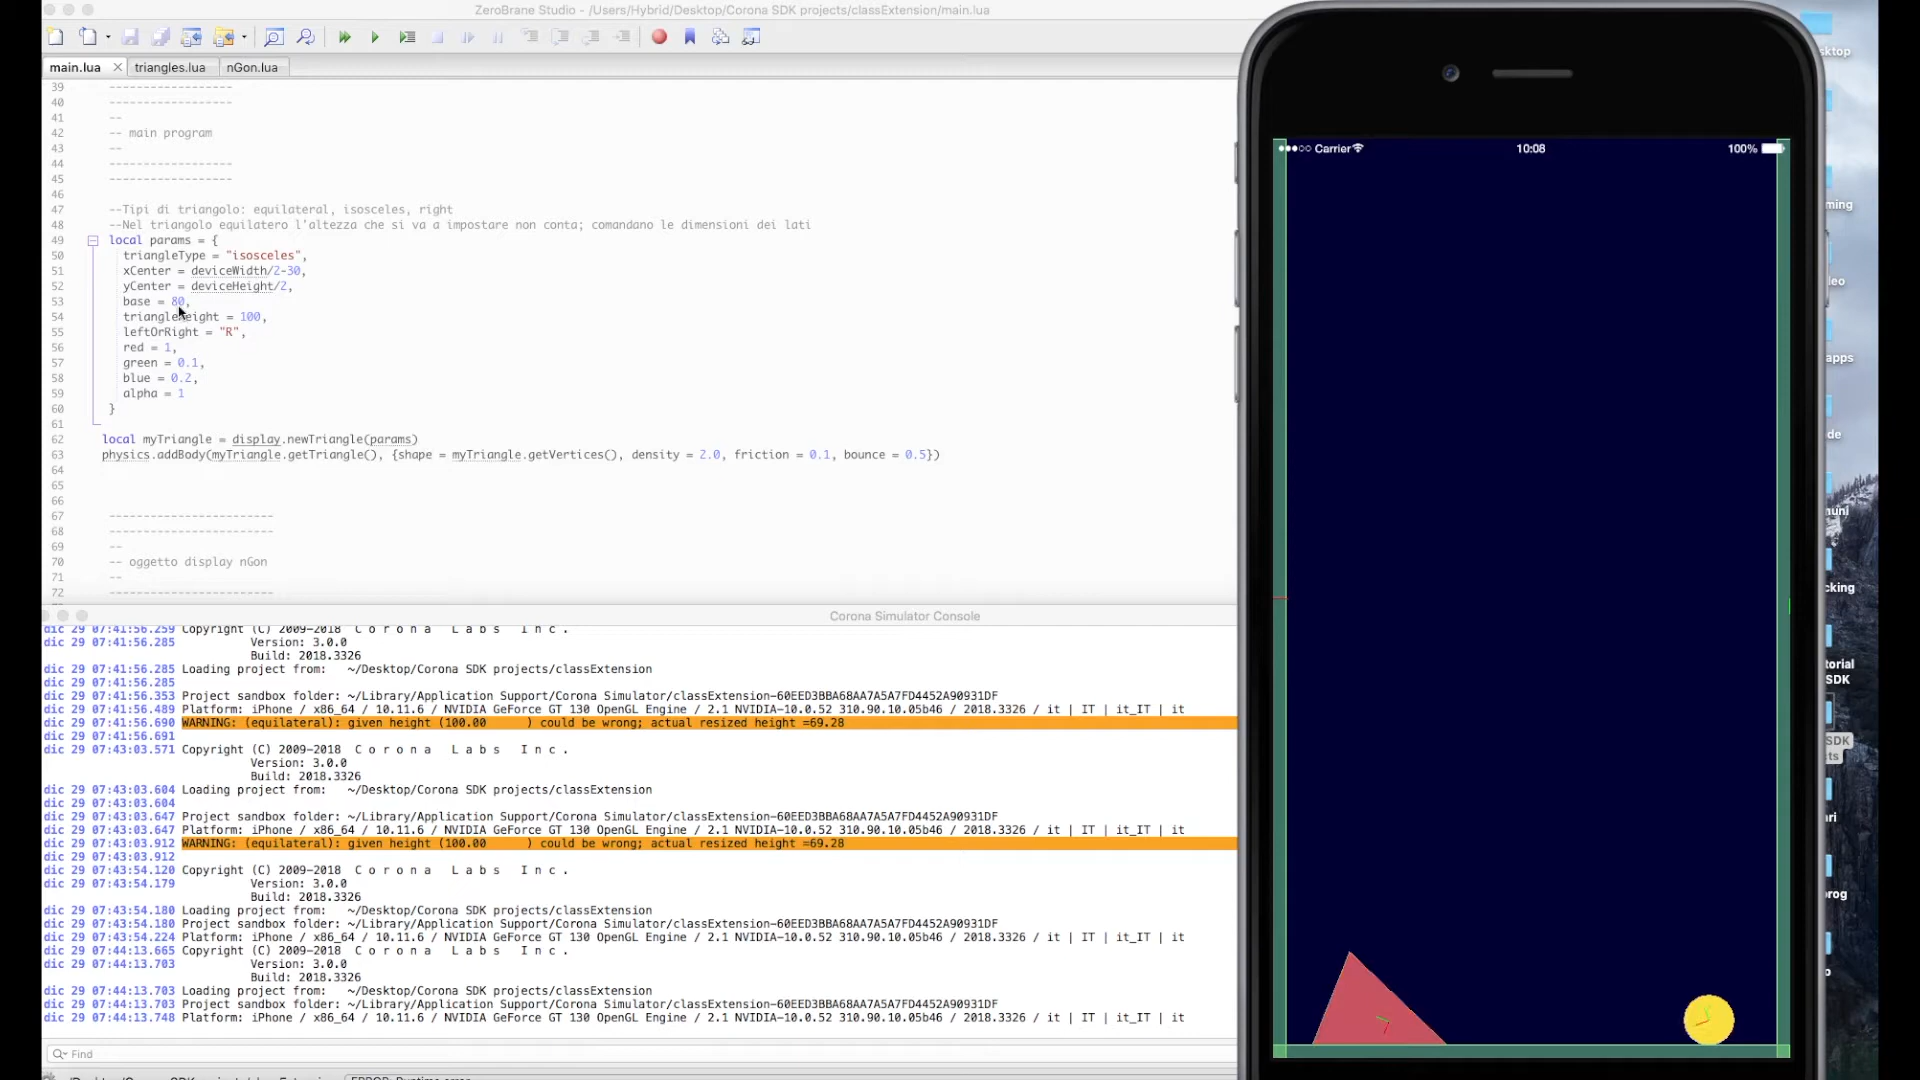 ZeroBrane Studio - /Users/Hybrid/Desktop/Corona SDK projects/classExtension/main.lua
main.lua
triangles.lua
nGon.lua
39 ------------------
40 ------------------
41 --
42 -- main program
43 --
44 ------------------
45 ------------------
46
47 --Tipi di triangolo: equilateral, isosceles, right
48 --Nel triangolo equilatero l'altezza che si va a impostare non conta; comandano le dimensioni dei lati
49 local params = {
50 triangleType = "isosceles",
51 xCenter = deviceWidth/2-30,
52 yCenter = deviceHeight/2,
53 base = 80,
54 triangleHeight = 100,
55 leftOrRight = "R",
56 red = 1,
57 green = 0.1,
58 blue = 0.2,
59 alpha = 1
60 }
61
62 local myTriangle = display.newTriangle(params)
63 physics.addBody(myTriangle.getTriangle(), {shape = myTriangle.getVertices(), density = 2.0, friction = 0.1, bounce = 0.5})
64
65
66
67 ------------------------
68 ------------------------
69 --
70 -- oggetto display nGon
71 --
72 ------------------------
Corona Simulator Console
dic 29 07:41:56.259 Copyright (C) 2009-2018 C o r o n a L a b s I n c .
dic 29 07:41:56.285 Version: 3.0.0
Build: 2018.3326
dic 29 07:41:56.285 Loading project from: ~/Desktop/Corona SDK projects/classExtension
dic 29 07:41:56.285
dic 29 07:41:56.353 Project sandbox folder: ~/Library/Application Support/Corona Simulator/classExtension-60EED3BBA68AA7A5A7FD4452A90931DF
dic 29 07:41:56.489 Platform: iPhone / x86_64 / 10.11.6 / NVIDIA GeForce GT 130 OpenGL Engine / 2.1 NVIDIA-10.0.52 310.90.10.05b46 / 2018.3326 / it | IT | it_IT | it
dic 29 07:41:56.690 WARNING: (equilateral): given height (100.00 ) could be wrong; actual resized height =69.28
dic 29 07:41:56.691
dic 29 07:43:03.571 Copyright (C) 2009-2018 C o r o n a L a b s I n c .
Version: 3.0.0
Build: 2018.3326
dic 29 07:43:03.604 Loading project from: ~/Desktop/Corona SDK projects/classExtension
dic 29 07:43:03.604
dic 29 07:43:03.647 Project sandbox folder: ~/Library/Application Support/Corona Simulator/classExtension-60EED3BBA68AA7A5A7FD4452A90931DF
dic 29 07:43:03.647 Platform: iPhone / x86_64 / 10.11.6 / NVIDIA GeForce GT 130 OpenGL Engine / 2.1 NVIDIA-10.0.52 310.90.10.05b46 / 2018.3326 / it | IT | it_IT | it
dic 29 07:43:03.912 WARNING: (equilateral): given height (100.00 ) could be wrong; actual resized height =69.28
dic 29 07:43:03.912
dic 29 07:43:54.120 Copyright (C) 2009-2018 C o r o n a L a b s I n c .
dic 29 07:43:54.179 Version: 3.0.0
Build: 2018.3326
dic 29 07:43:54.180 Loading project from: ~/Desktop/Corona SDK projects/classExtension
dic 29 07:43:54.180 Project sandbox folder: ~/Library/Application Support/Corona Simulator/classExtension-60EED3BBA68AA7A5A7FD4452A90931DF
dic 29 07:43:54.224 Platform: iPhone / x86_64 / 10.11.6 / NVIDIA GeForce GT 130 OpenGL Engine / 2.1 NVIDIA-10.0.52 310.90.10.05b46 / 2018.3326 / it | IT | it_IT | it
dic 29 07:44:13.665 Copyright (C) 2009-2018 C o r o n a L a b s I n c .
dic 29 07:44:13.703 Version: 3.0.0
Build: 2018.3326
dic 29 07:44:13.703 Loading project from: ~/Desktop/Corona SDK projects/classExtension
dic 29 07:44:13.703 Project sandbox folder: ~/Library/Application Support/Corona Simulator/classExtension-60EED3BBA68AA7A5A7FD4452A90931DF
dic 29 07:44:13.748 Platform: iPhone / x86_64 / 10.11.6 / NVIDIA GeForce GT 130 OpenGL Engine / 2.1 NVIDIA-10.0.52 310.90.10.05b46 / 2018.3326 / it | IT | it_IT | it
Find
Carrier
10:08
100%
ktop
ming
leo
apps
de
cking
torial
SDK
SDK
ts
ari
rog
o